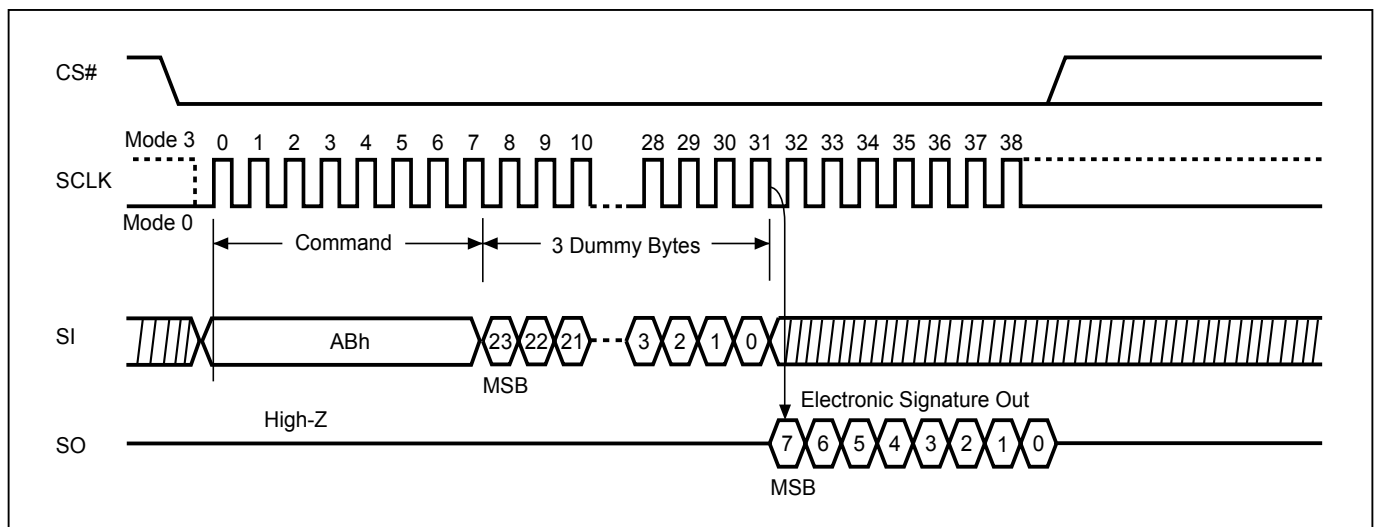 CS#
Mode 3
0 1 2 3 4 5 6 7 8 9 10 28 29 30 31 32 33 34 35 36 37 38
SCLK
Mode 0
Command
3 Dummy Bytes
SI
ABh
23 22 21 3 2 1 0
MSB
Electronic Signature Out
High-Z
SO
7 6 5 4 3 2 1 0
MSB